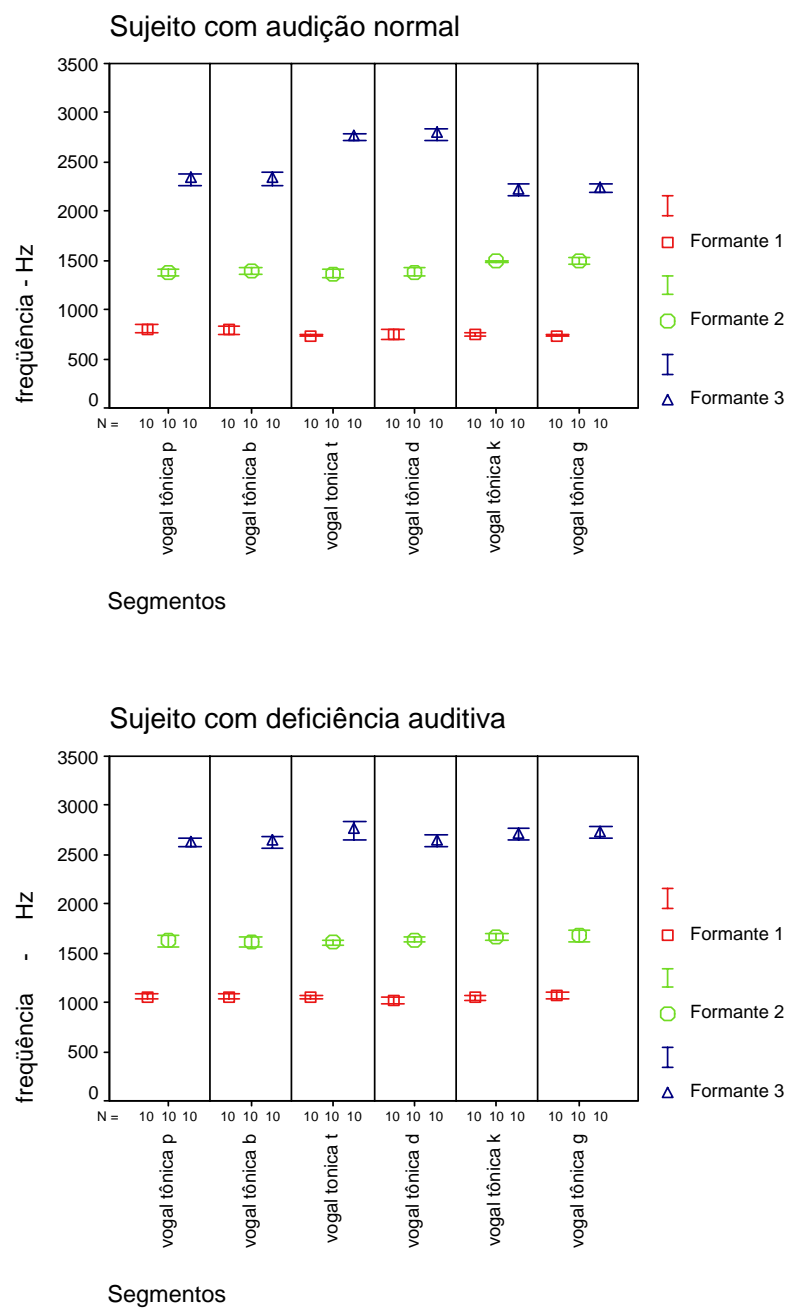 Sujeito com audição normal
3500
3000
2500
2000
1500
1000
500
0
freqüência - Hz
N = 10 10 10 10 10 10 10 10 10 10 10 10 10 10 10 10 10 10
vogal tônica p
vogal tônica b
vogal tonica t
vogal tônica d
vogal tônica k
vogal tônica g
Segmentos
Formante 1
Formante 2
Formante 3
Sujeito com deficiência auditiva
3500
3000
2500
2000
1500
1000
500
0
freqüência - Hz
N = 10 10 10 10 10 10 10 10 10 10 10 10 10 10 10 10 10 10
vogal tônica p
vogal tônica b
vogal tonica t
vogal tônica d
vogal tônica k
vogal tônica g
Segmentos
Formante 1
Formante 2
Formante 3